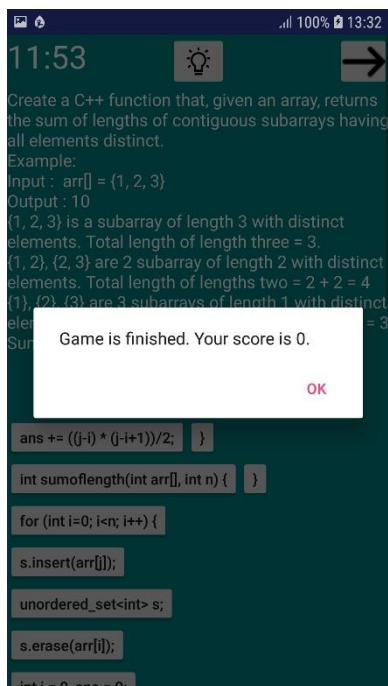 100% 13:32
11:53
Create a C++ function that, given an array, returns
the sum of lengths of contiguous subarrays having
all elements distinct.
Example:
Input : arr[] = {1, 2, 3}
Output : 10
{1, 2, 3} is a subarray of length 3 with distinct
elements. Total length of length three = 3.
{1, 2}, {2, 3} are 2 subarray of length 2 with distinct
elements. Total length of lengths two = 2 + 2 = 4
{1}, {2}, {3} are 3 subarrays of length 1 with distinct
= 3
Game is finished. Your score is 0.
OK
ans += ((j-i) * (j-i+1))/2; }
int sumoflength(int arr[], int n) { }
for (int i=0; i<n; i++) {
s.insert(arr[j]);
unordered_set<int> s;
s.erase(arr[i]);